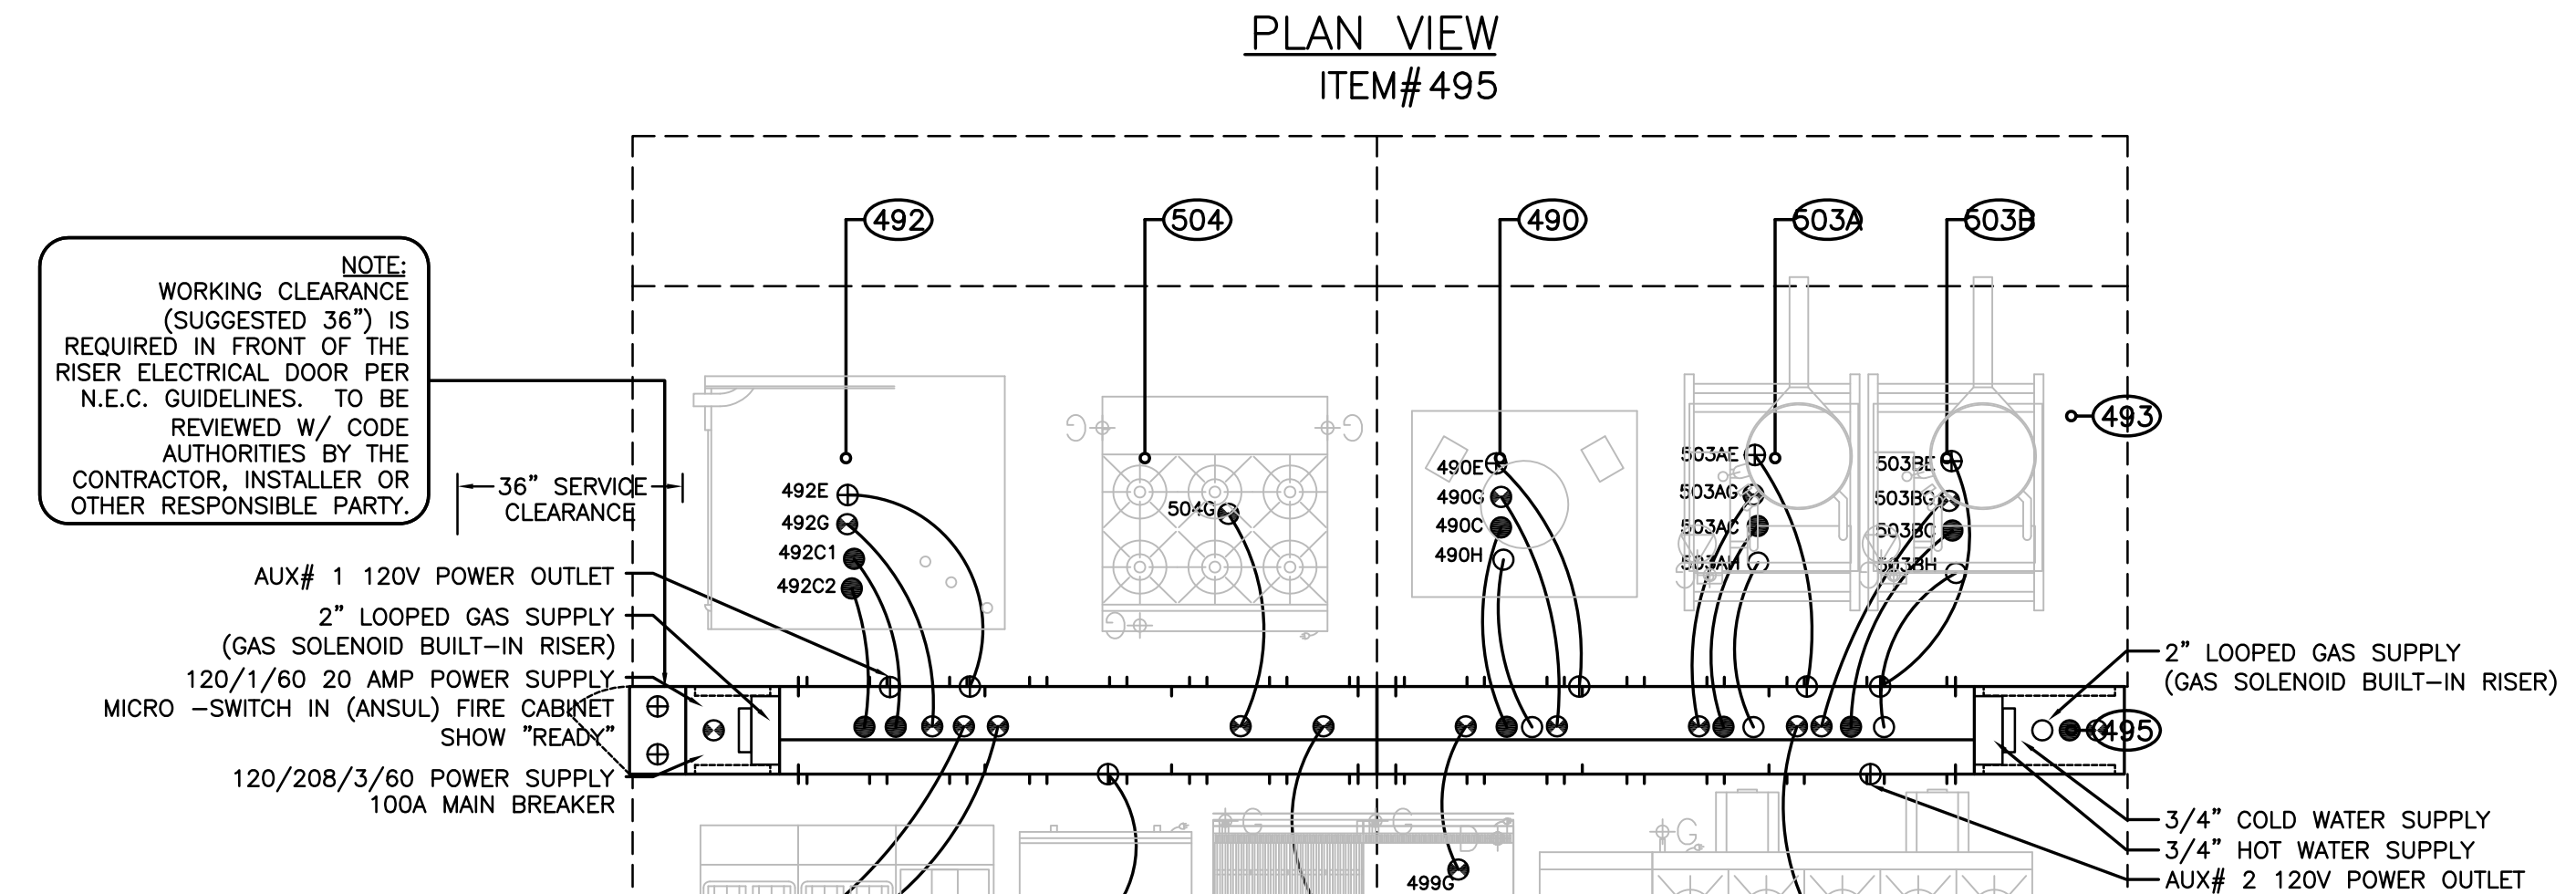 PLAN VIEW
ITEM# 495
492
504
490
503A
503B
493
NOTE:
WORKING CLEARANCE
(SUGGESTED 36") IS
REQUIRED IN FRONT OF THE
RISER ELECTRICAL DOOR PER
N.E.C. GUIDELINES. TO BE
REVIEWED W/ CODE
AUTHORITIES BY THE
CONTRACTOR, INSTALLER OR
OTHER RESPONSIBLE PARTY.
36" SERVICE
CLEARANCE
492E
492G
492C1
492C2
G
G
504G
G
490E
490G
490C
490H
503AE
503AG
503AC
503AH
503BE
503BG
503BC
503BH
AUX# 1 120V POWER OUTLET
2" LOOPED GAS SUPPLY
(GAS SOLENOID BUILT-IN RISER)
120/1/60 20 AMP POWER SUPPLY
MICRO -SWITCH IN (ANSUL) FIRE CABINET
SHOW "READY"
120/208/3/60 POWER SUPPLY
100A MAIN BREAKER
2" LOOPED GAS SUPPLY
(GAS SOLENOID BUILT-IN RISER)
495
3/4" COLD WATER SUPPLY
3/4" HOT WATER SUPPLY
AUX# 2 120V POWER OUTLET
G
G
G
499G